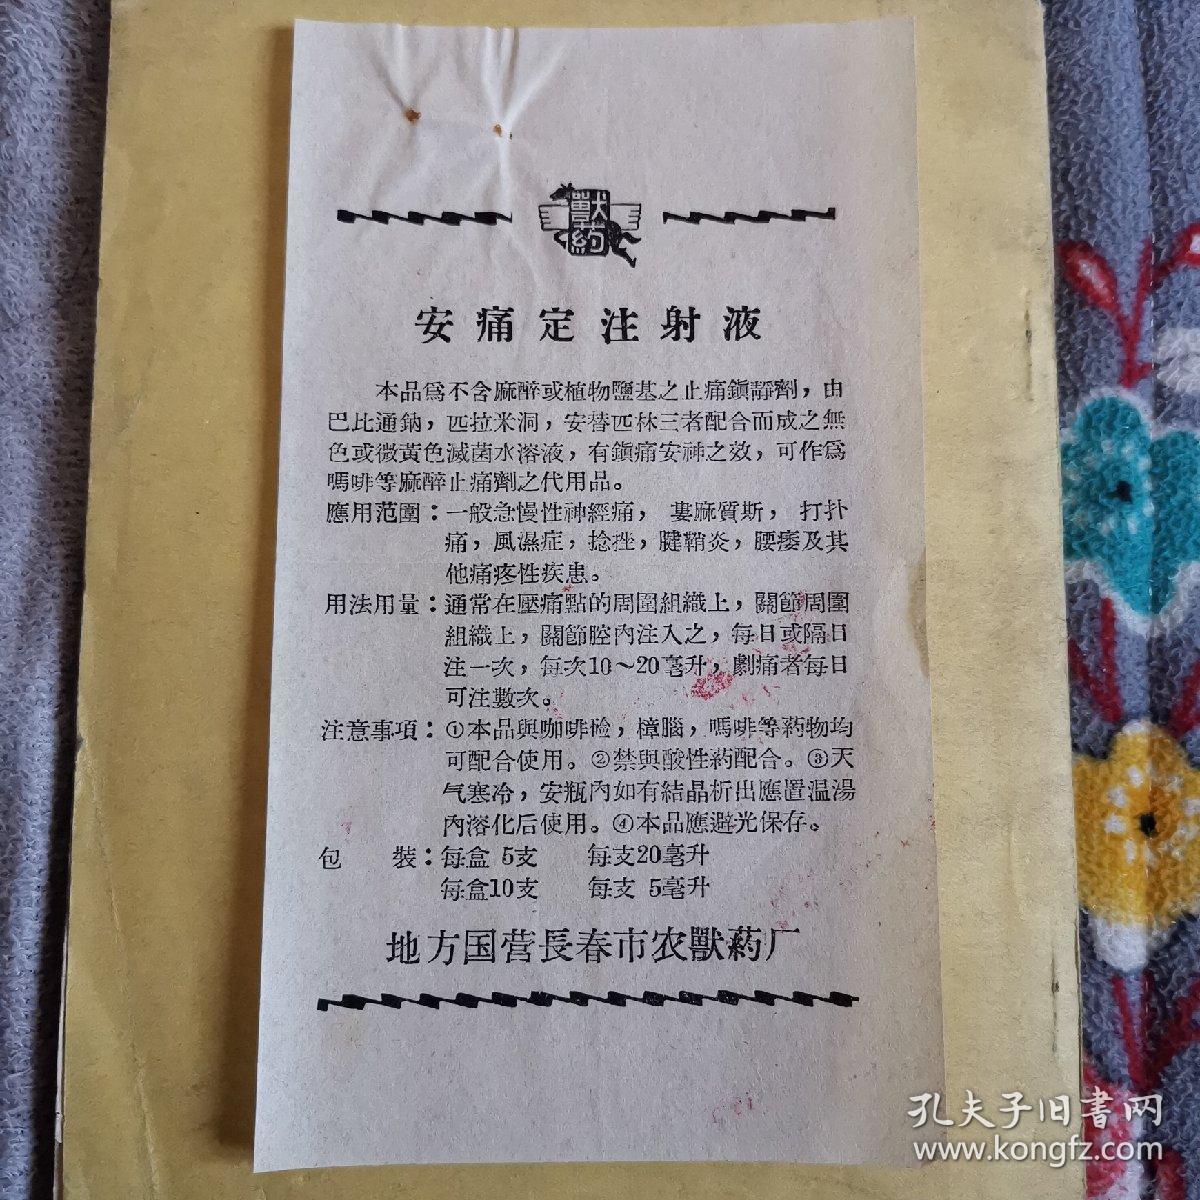 獸葯
安痛定注射液
本品爲不含麻醉或植物鹽基之止痛鎭靜劑，由
巴比通鈉，匹拉米洞，安替匹林三者配合而成之無
色或微黃色滅菌水溶液，有鎭痛安神之效，可作爲
嗎啡等麻醉止痛劑之代用品。
應用范圍：一般急慢性神經痛，婁麻質斯，打扑
痛，風濕症，捻挫，腱鞘炎，腰痿及其
他痛疼性疾患。
用法用量：通常在壓痛點的周圍組織上，關節周圍
組織上，關節腔內注入之，每日或隔日
注一次，每次10～20毫升，劇痛者每日
可注數次。
注意事項：①本品與咖啡硷，樟腦，嗎啡等葯物均
可配合使用。②禁與酸性葯配合。③天
气寒冷，安瓶內如有結晶析出應置温湯
內溶化后使用。④本品應避光保存。
包　　裝：每盒 5支　　每支20毫升
每盒10支　　每支 5毫升
地方国营長春市农獸葯厂
孔夫子旧書网
www.kongfz.com